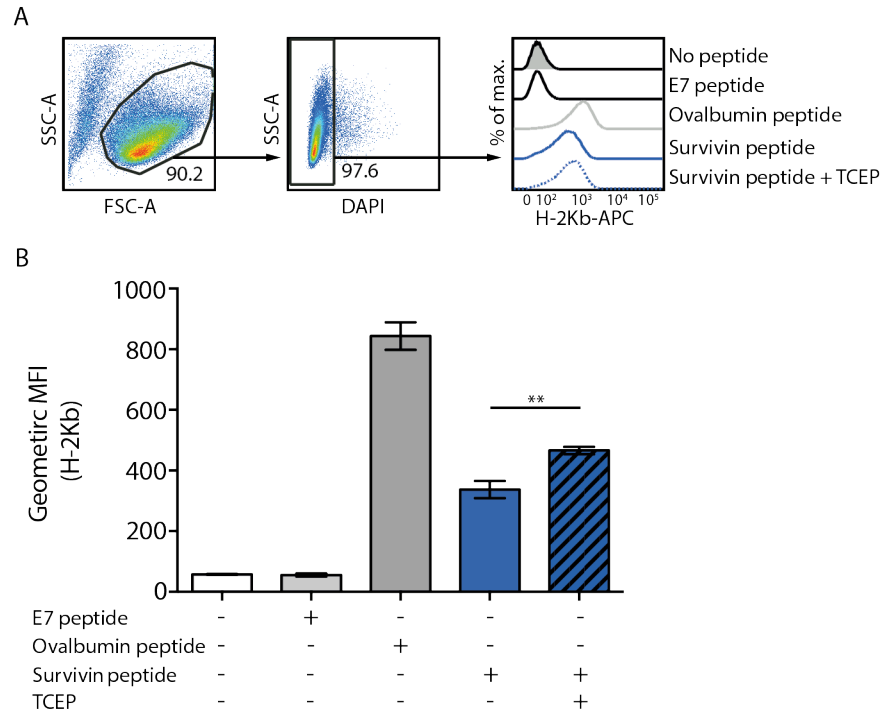 A
SSC-A
90.2
FSC-A
SSC-A
97.6
DAPI
% of max.
No peptide
E7 peptide
Ovalbumin peptide
Survivin peptide
Survivin peptide + TCEP
0 10² 10³ 10⁴ 10⁵
H-2Kb-APC
B
Geometirc MFI
(H-2Kb)
1000
800
600
400
200
0
**
E7 peptide - + - - -
Ovalbumin peptide - - + - -
Survivin peptide - - - + +
TCEP - - - - +